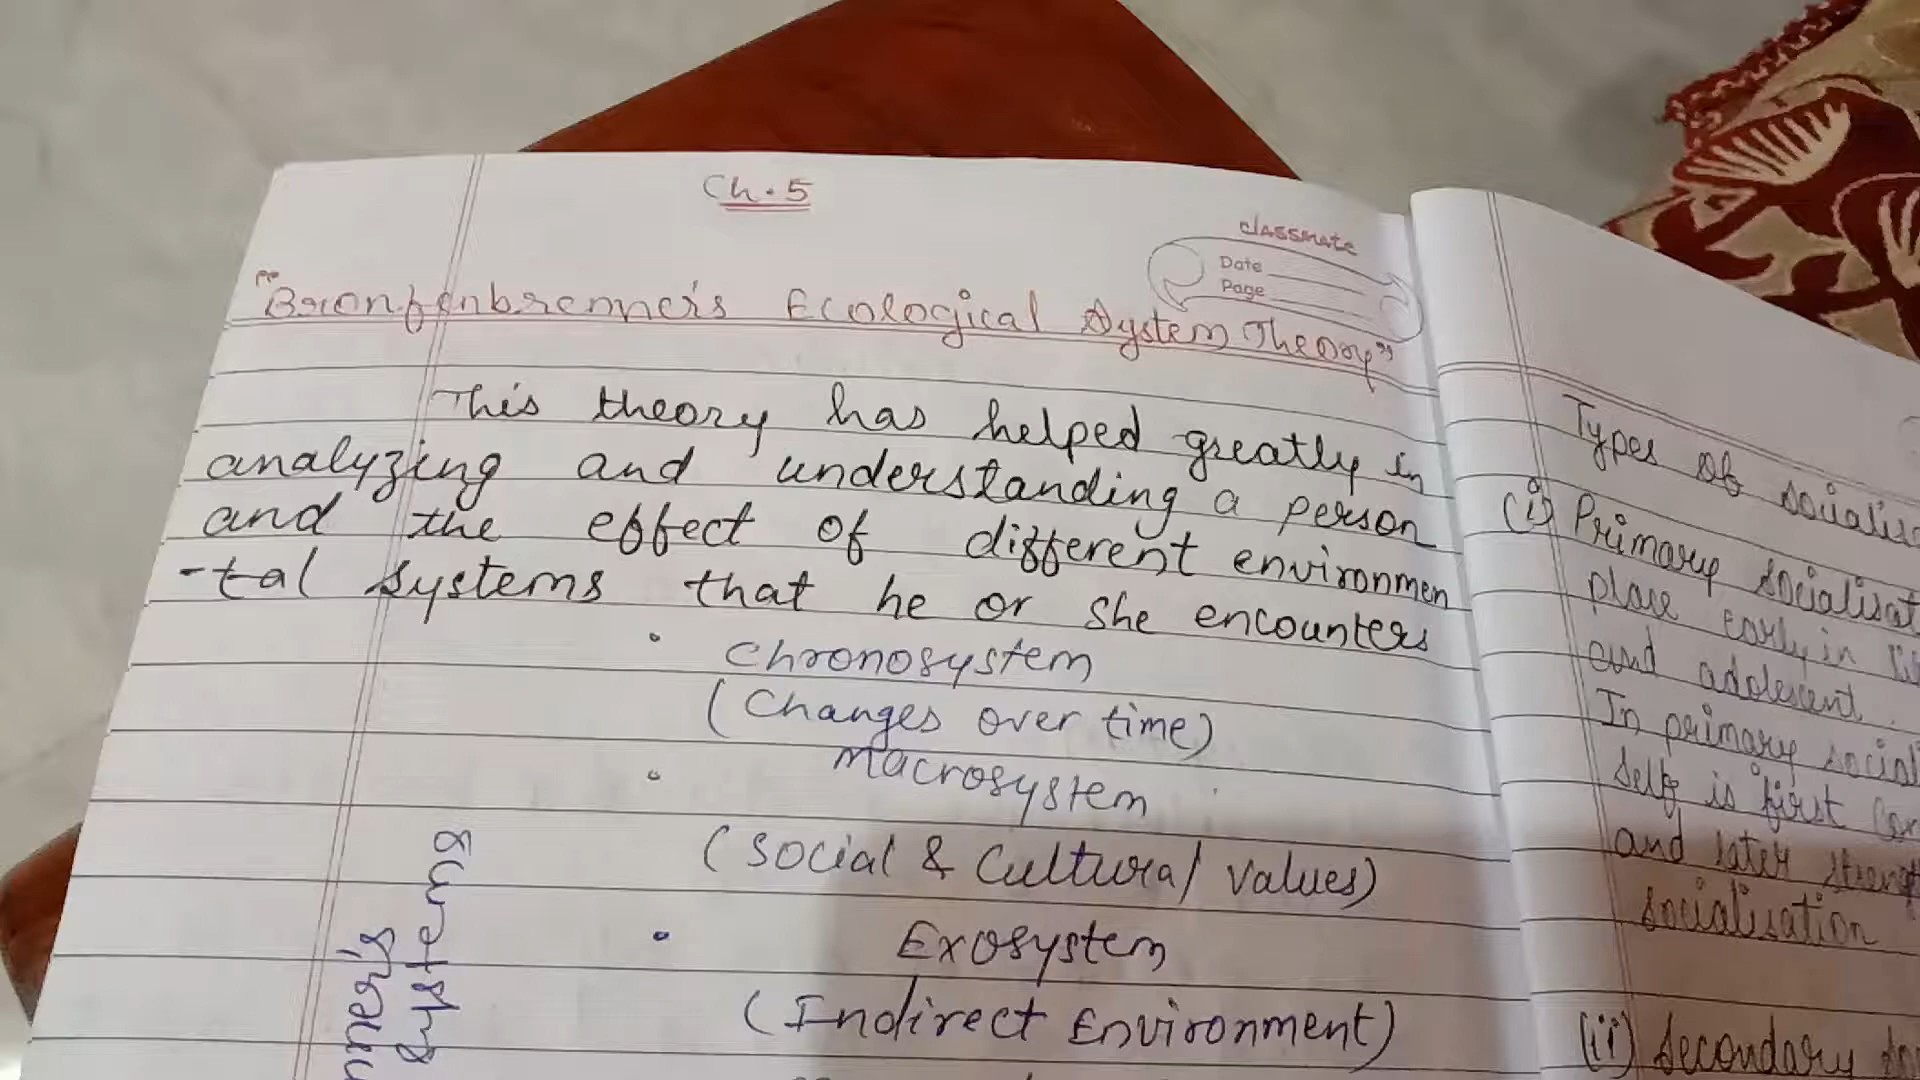 Ch. 5
classmate
Date
Page
"Bronfenbrenner's Ecological System Theory"
This theory has helped greatly in
analyzing and understanding a person
and the effect of different environmen
-tal systems that he or she encounters
• Chronosystem
(Changes over time)
• Macrosystem
(Social & Cultural Values)
• Exosystem
(Indirect Environment)
Systems
Types of
(i) Primary
place early in
and adolescent.
In primary
self is first
and later
socialisation
(ii) Secondary